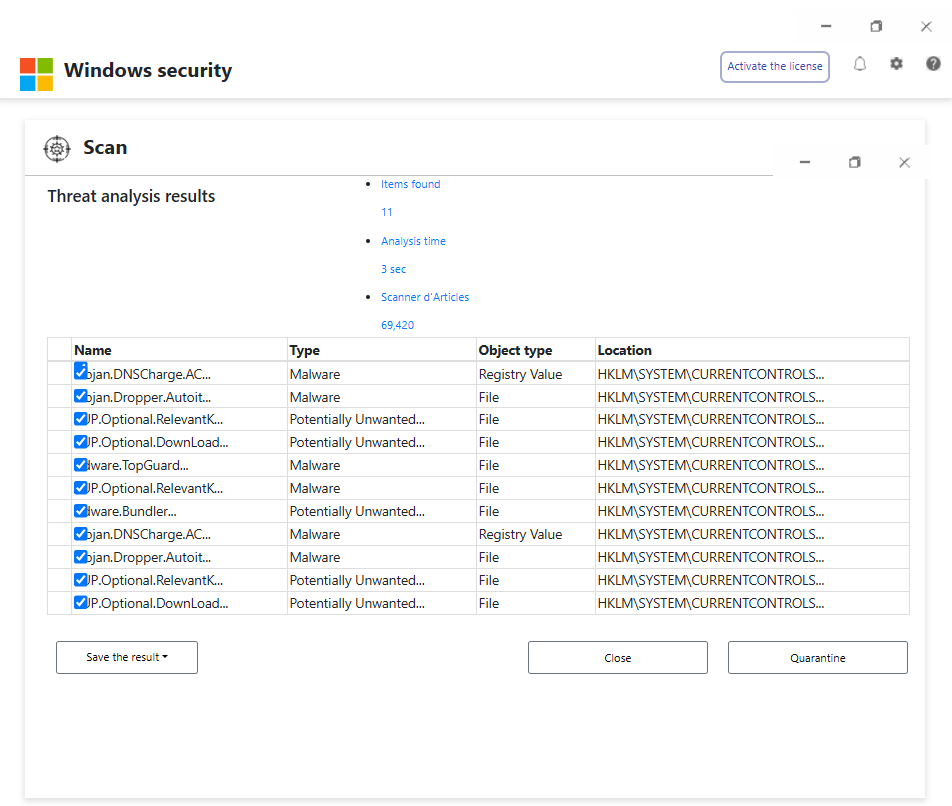 Windows security
Activate the license
Scan
Threat analysis results
Items found
11
Analysis time
3 sec
Scanner d'Articles
69,420
Name Type Object type Location
ojan.DNSCharge.AC... Malware Registry Value HKLM\SYSTEM\CURRENTCONTROLS...
ojan.Dropper.Autoit... Malware File HKLM\SYSTEM\CURRENTCONTROLS...
UP.Optional.RelevantK... Potentially Unwanted... File HKLM\SYSTEM\CURRENTCONTROLS...
UP.Optional.DownLoad... Potentially Unwanted... File HKLM\SYSTEM\CURRENTCONTROLS...
dware.TopGuard... Malware File HKLM\SYSTEM\CURRENTCONTROLS...
UP.Optional.RelevantK... Malware File HKLM\SYSTEM\CURRENTCONTROLS...
dware.Bundler... Potentially Unwanted... File HKLM\SYSTEM\CURRENTCONTROLS...
ojan.DNSCharge.AC... Malware Registry Value HKLM\SYSTEM\CURRENTCONTROLS...
ojan.Dropper.Autoit... Malware File HKLM\SYSTEM\CURRENTCONTROLS...
UP.Optional.RelevantK... Potentially Unwanted... File HKLM\SYSTEM\CURRENTCONTROLS...
UP.Optional.DownLoad... Potentially Unwanted... File HKLM\SYSTEM\CURRENTCONTROLS...
Save the result Close Quarantine